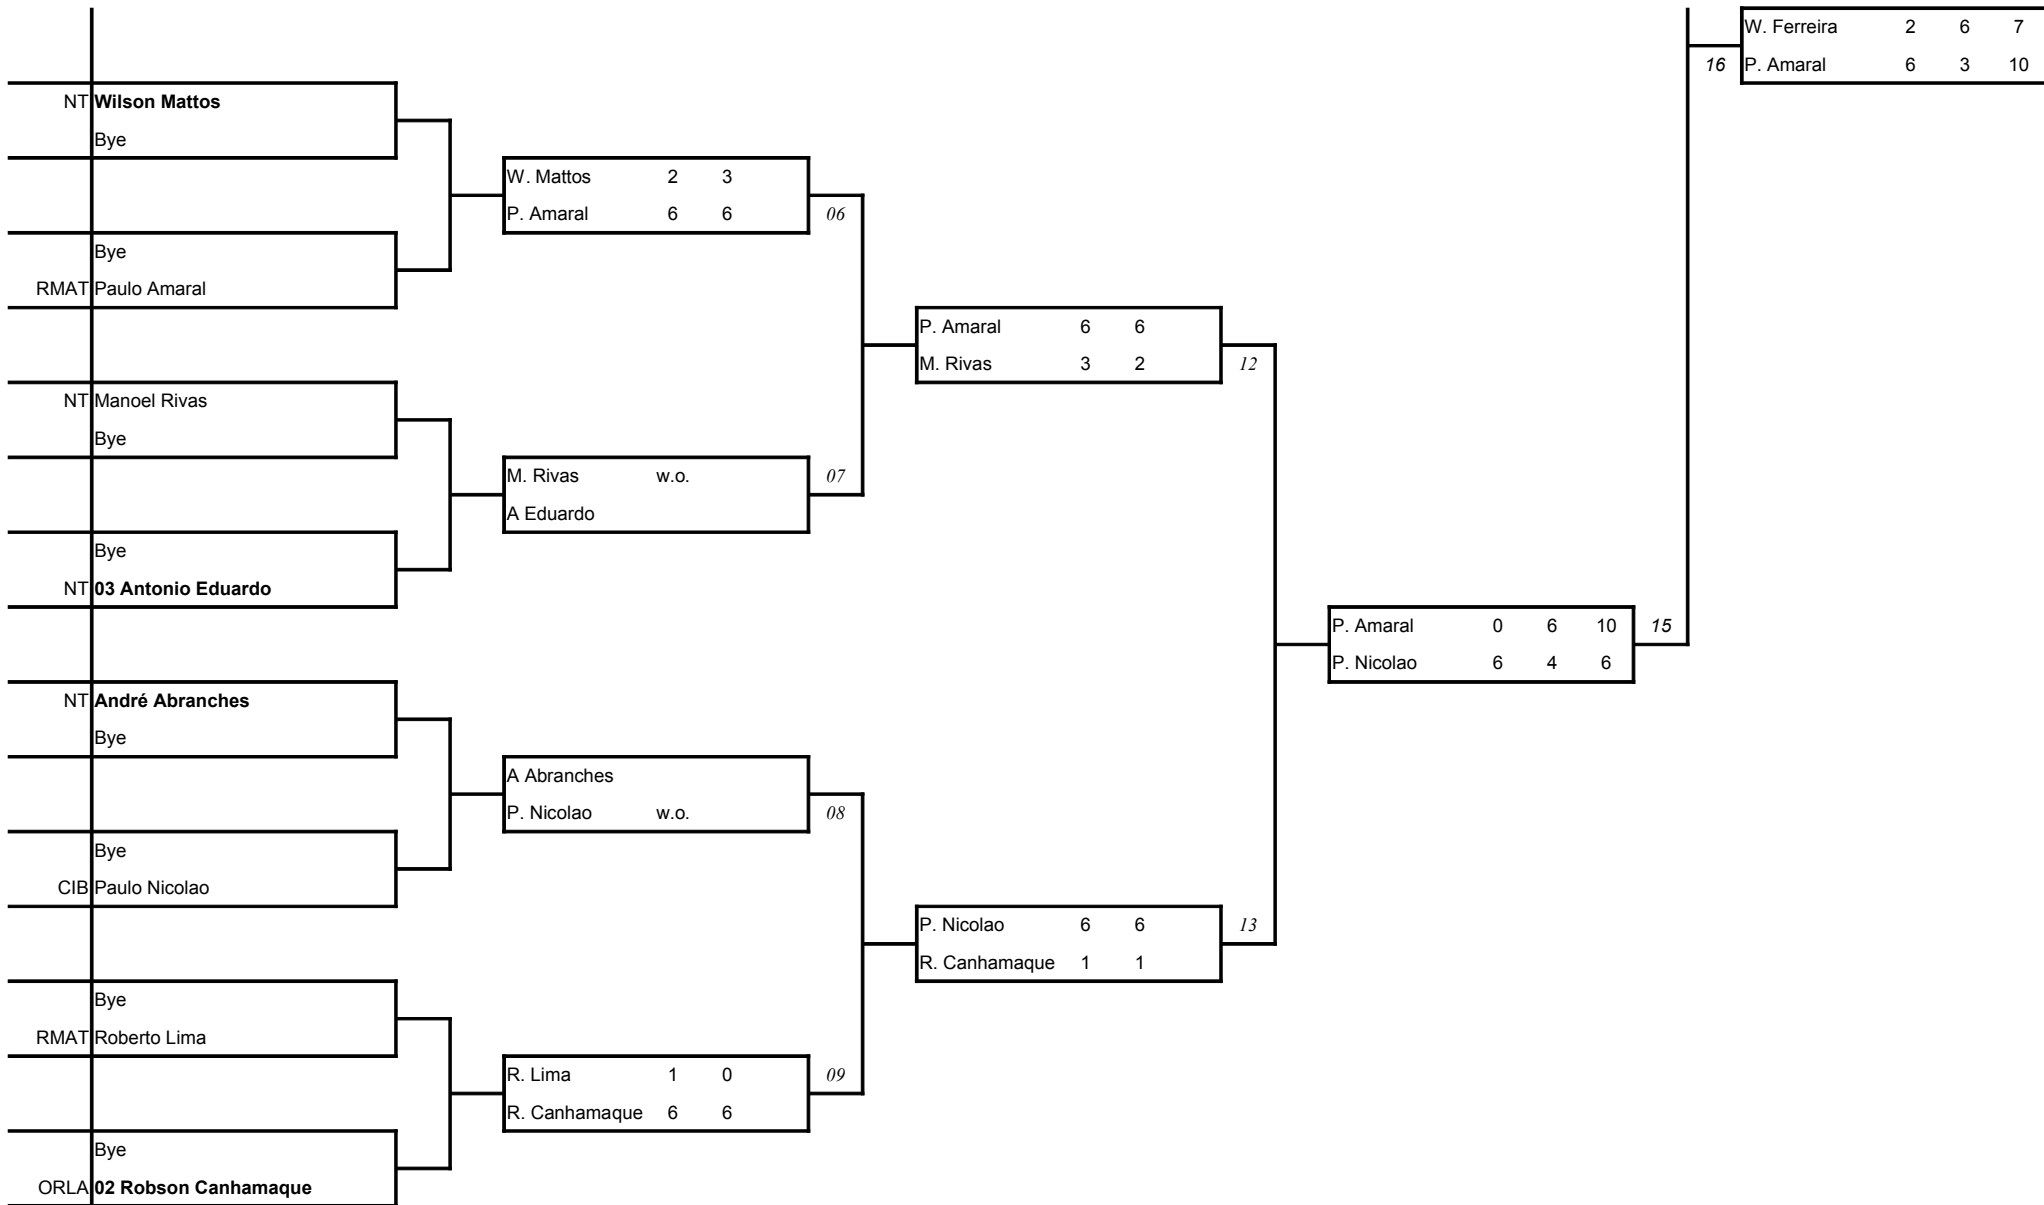 W. Ferreira 2 6 7
16 P. Amaral 6 3 10
NT Wilson Mattos
Bye
W. Mattos 2 3
P. Amaral 6 6 06
Bye
RMAT Paulo Amaral
P. Amaral 6 6
M. Rivas 3 2 12
NT Manoel Rivas
Bye
M. Rivas w.o. 07
A Eduardo
Bye
NT 03 Antonio Eduardo
P. Amaral 0 6 10 15
P. Nicolao 6 4 6
NT André Abranches
Bye
A Abranches
P. Nicolao w.o. 08
Bye
CIB Paulo Nicolao
P. Nicolao 6 6 13
R. Canhamaque 1 1
Bye
RMAT Roberto Lima
R. Lima 1 0 09
R. Canhamaque 6 6
Bye
ORLA 02 Robson Canhamaque